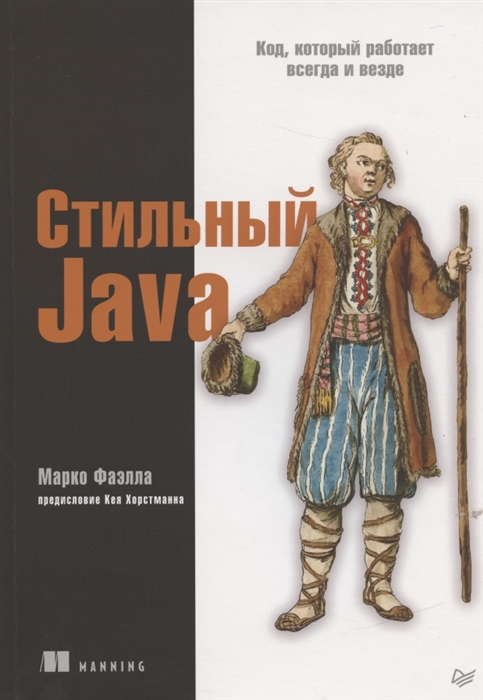 Код, который работает
всегда и везде
Стильный
Java
Марко Фаэлла
предисловие Кея Хорстманна
MANNING